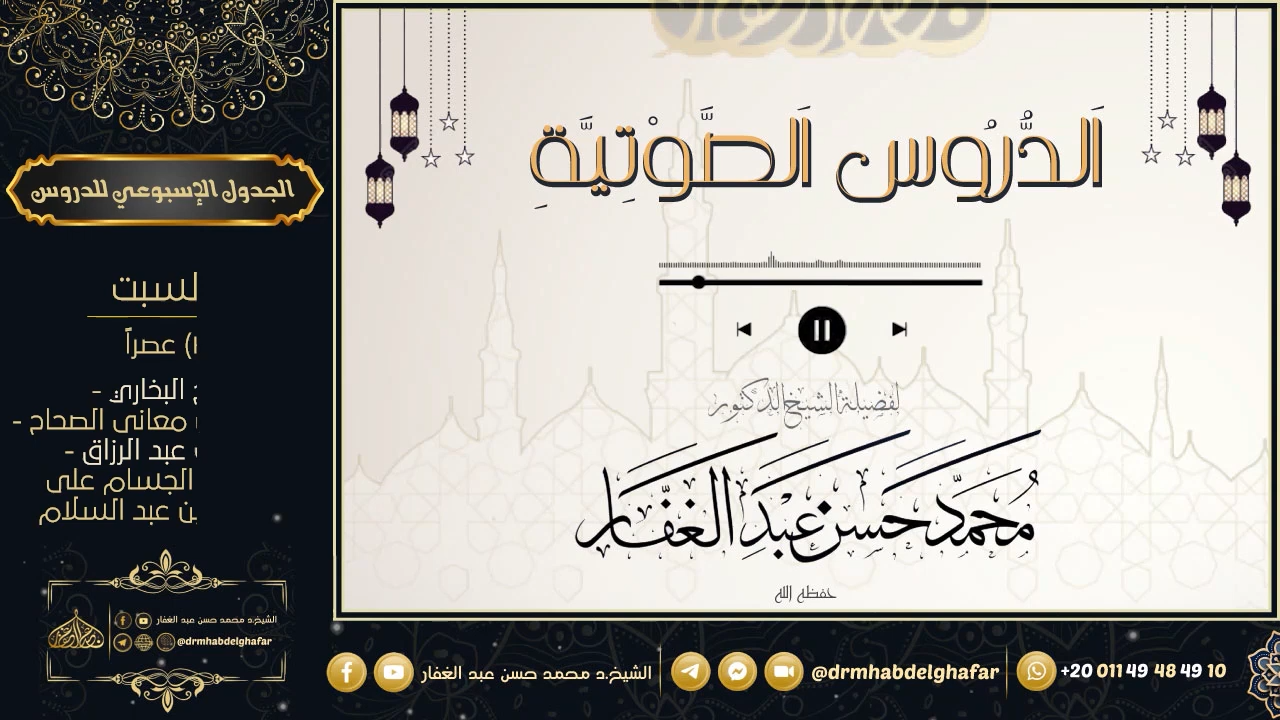 الدُّرُوس الصَّوْتِيَّةِ
لفضيلة الشيخ الدكتور
مُحَمَّد حَسَن عَبْدَ الغَفَّار
حفظه الله
الجدول الإسبوعي للدروس
لسبت
) عصراً
البخاري -
معانى الصحاح -
عبد الرزاق -
الجسام على
ن عبد السلام
الشيخ.د محمد حسن عبد الغفار
@drmhabdelghafar
الشيخ.د محمد حسن عبد الغفار
@drmhabdelghafar
+20 011 49 48 49 10